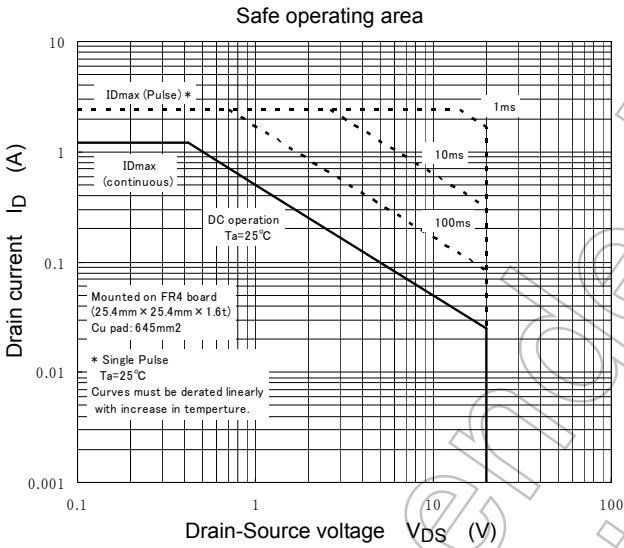 Safe operating area
10
1
0.1
0.01
0.001
Drain current ID (A)
IDmax (Pulse) *
1ms
IDmax
(continuous)
10ms
DC operation
Ta=25℃
100ms
Mounted on FR4 board
(25.4mm × 25.4mm × 1.6t)
Cu pad: 645mm2
* Single Pulse
Ta=25℃
Curves must be derated linearly
with increase in temperture.
0.1
1
10
100
Drain-Source voltage VDS (V)